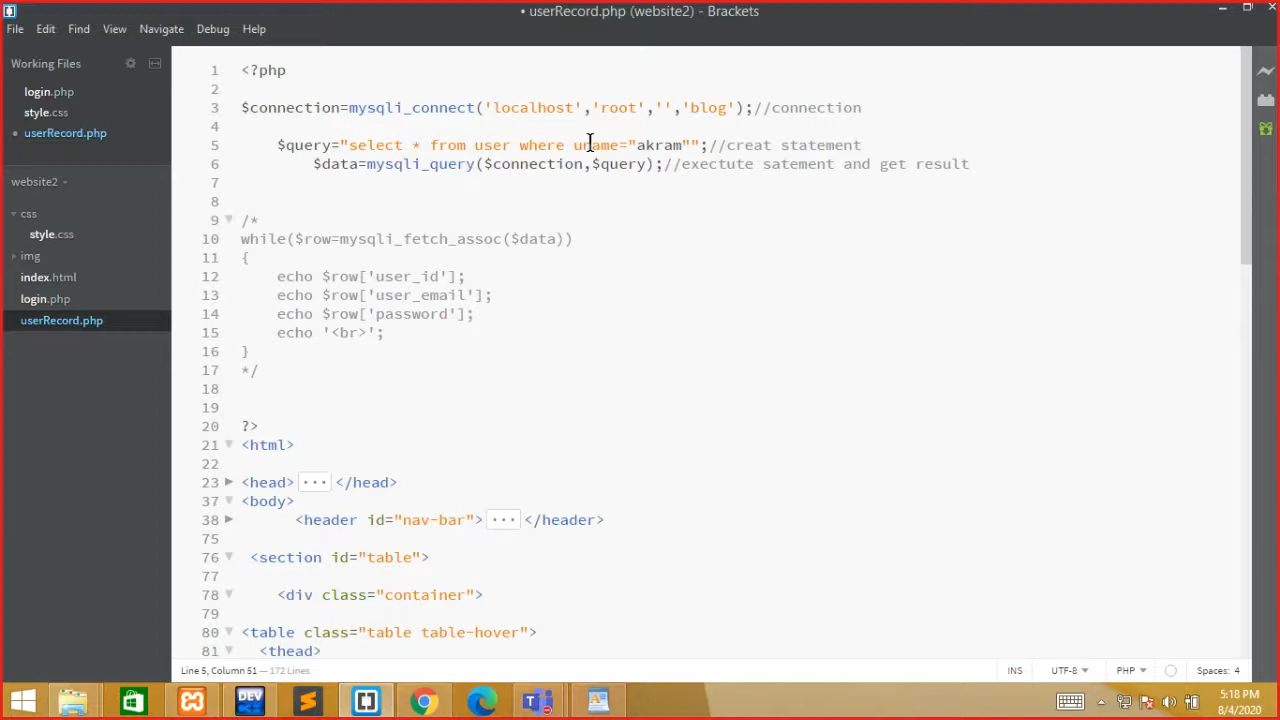 • userRecord.php (website2) - Brackets
File Edit Find View Navigate Debug Help
Working Files
login.php
style.css
• userRecord.php
website2
css
style.css
img
index.html
login.php
userRecord.php
1 <?php
2
3 $connection=mysqli_connect('localhost','root','','blog');//connection
4
5 $query="select * from user where uname="akram"";//creat statement
6 $data=mysqli_query($connection,$query);//exectute satement and get result
7
8
9 /*
10 while($row=mysqli_fetch_assoc($data))
11 {
12 echo $row['user_id'];
13 echo $row['user_email'];
14 echo $row['password'];
15 echo '<br>';
16 }
17 */
18
19
20 ?>
21 <html>
22
23 <head>...</head>
37 <body>
38 <header id="nav-bar">...</header>
75
76 <section id="table">
77
78 <div class="container">
79
80 <table class="table table-hover">
81 <thead>
Line 5, Column 51 — 172 Lines
INS UTF-8 PHP Spaces: 4
DEV
5:18 PM
8/4/2020